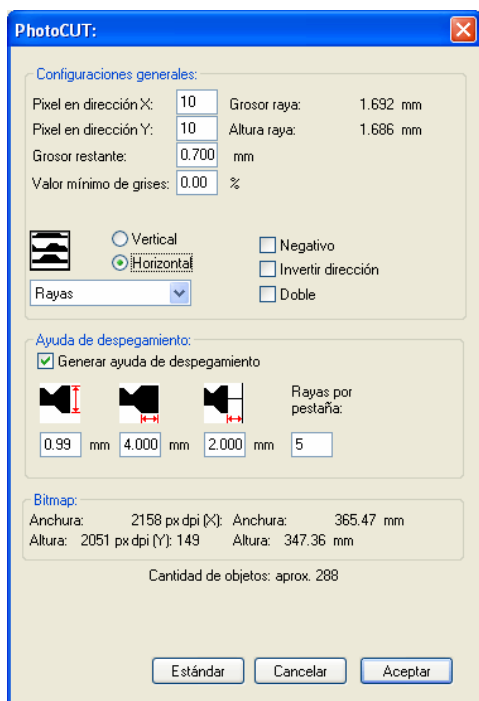 PhotoCUT:
Configuraciones generales:
Pixel en dirección X: 10 Grosor raya: 1.692 mm
Pixel en dirección Y: 10 Altura raya: 1.686 mm
Grosor restante: 0.700 mm
Valor mínimo de grises: 0.00 %
Vertical
Horizontal
Rayas
Negativo
Invertir dirección
Doble
Ayuda de despegamiento:
Generar ayuda de despegamiento
Rayas por pestaña:
0.99 mm 4.000 mm 2.000 mm 5
Bitmap:
Anchura: 2158 px dpi (X): Anchura: 365.47 mm
Altura: 2051 px dpi (Y): 149 Altura: 347.36 mm
Cantidad de objetos: aprox. 288
Estándar Cancelar Aceptar